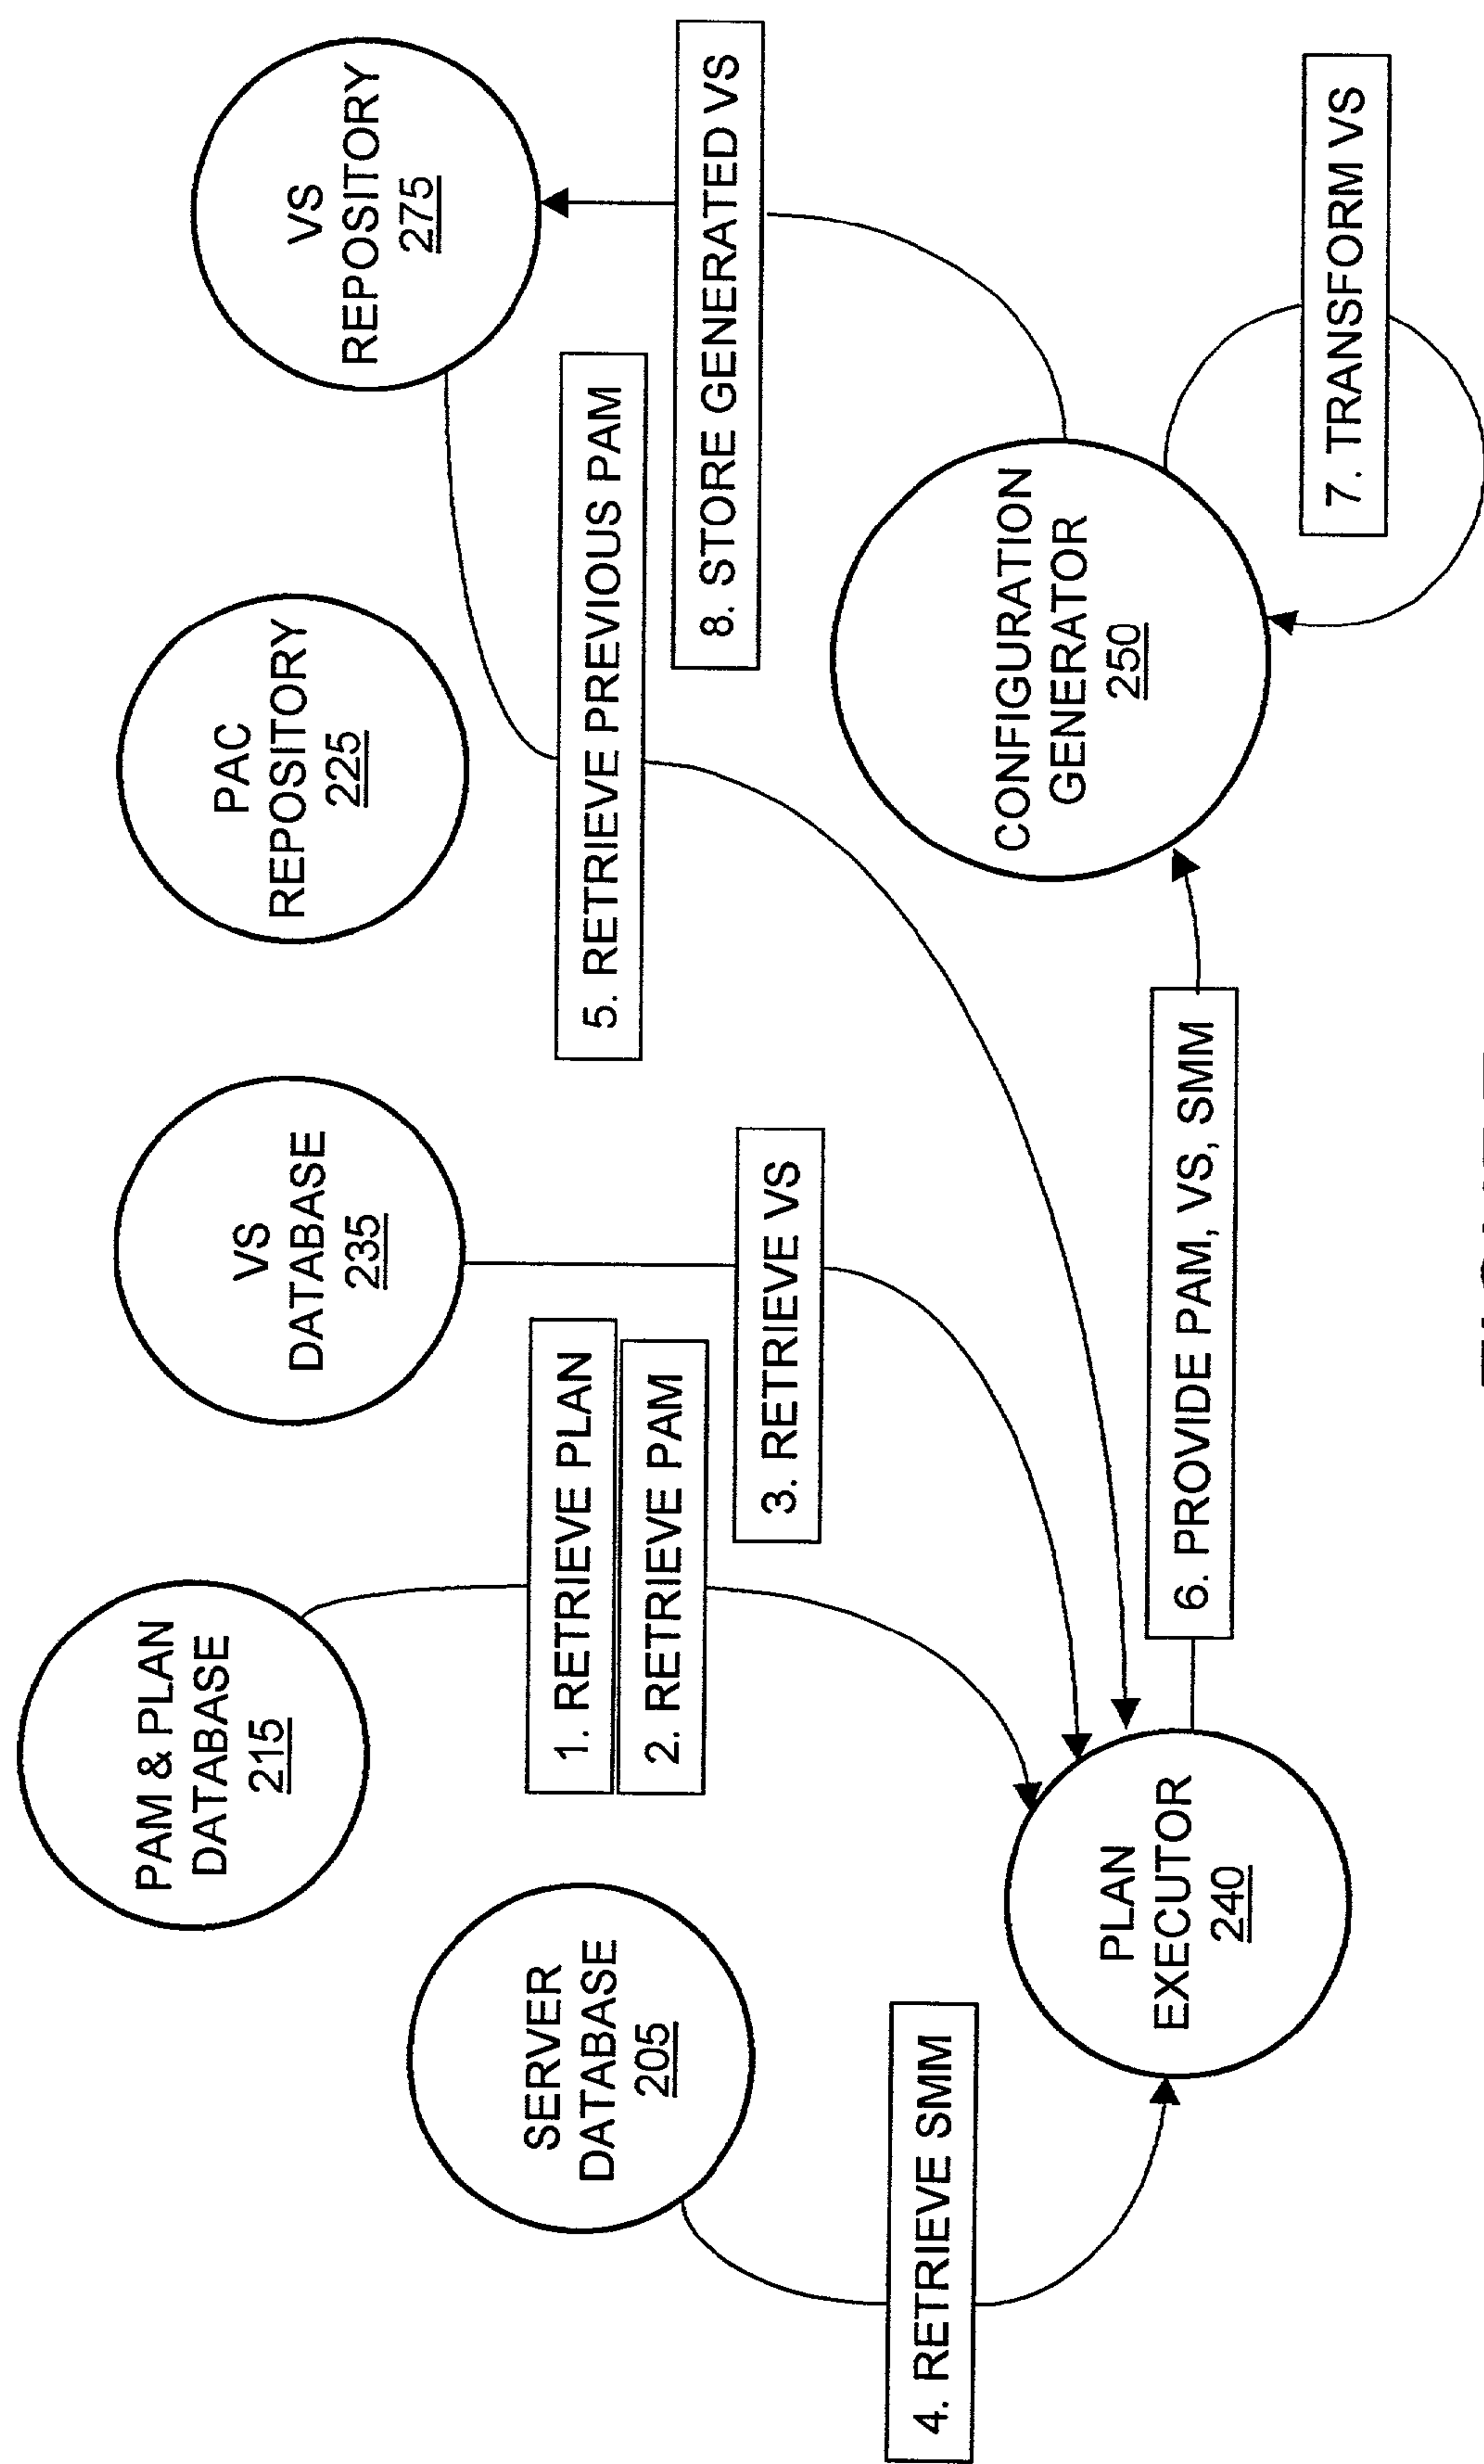 PAM & PLAN
DATABASE
215
VS
DATABASE
235
PAC
REPOSITORY
225
VS
REPOSITORY
275
SERVER
DATABASE
205
1. RETRIEVE PLAN
2. RETRIEVE PAM
3. RETRIEVE VS
4. RETRIEVE SMM
5. RETRIEVE PREVIOUS PAM
8. STORE GENERATED VS
PLAN
EXECUTOR
240
6. PROVIDE PAM, VS, SMM
CONFIGURATION
GENERATOR
250
7. TRANSFORM VS